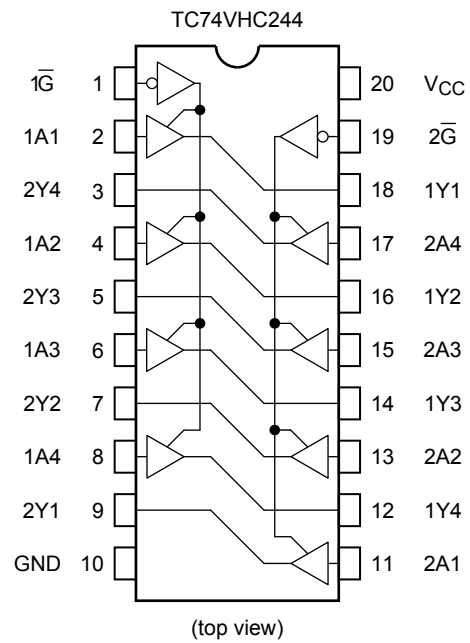 TC74VHC244
1G̅ 1 20 VCC
1A1 2 19 2G̅
2Y4 3 18 1Y1
1A2 4 17 2A4
2Y3 5 16 1Y2
1A3 6 15 2A3
2Y2 7 14 1Y3
1A4 8 13 2A2
2Y1 9 12 1Y4
GND 10 11 2A1
(top view)